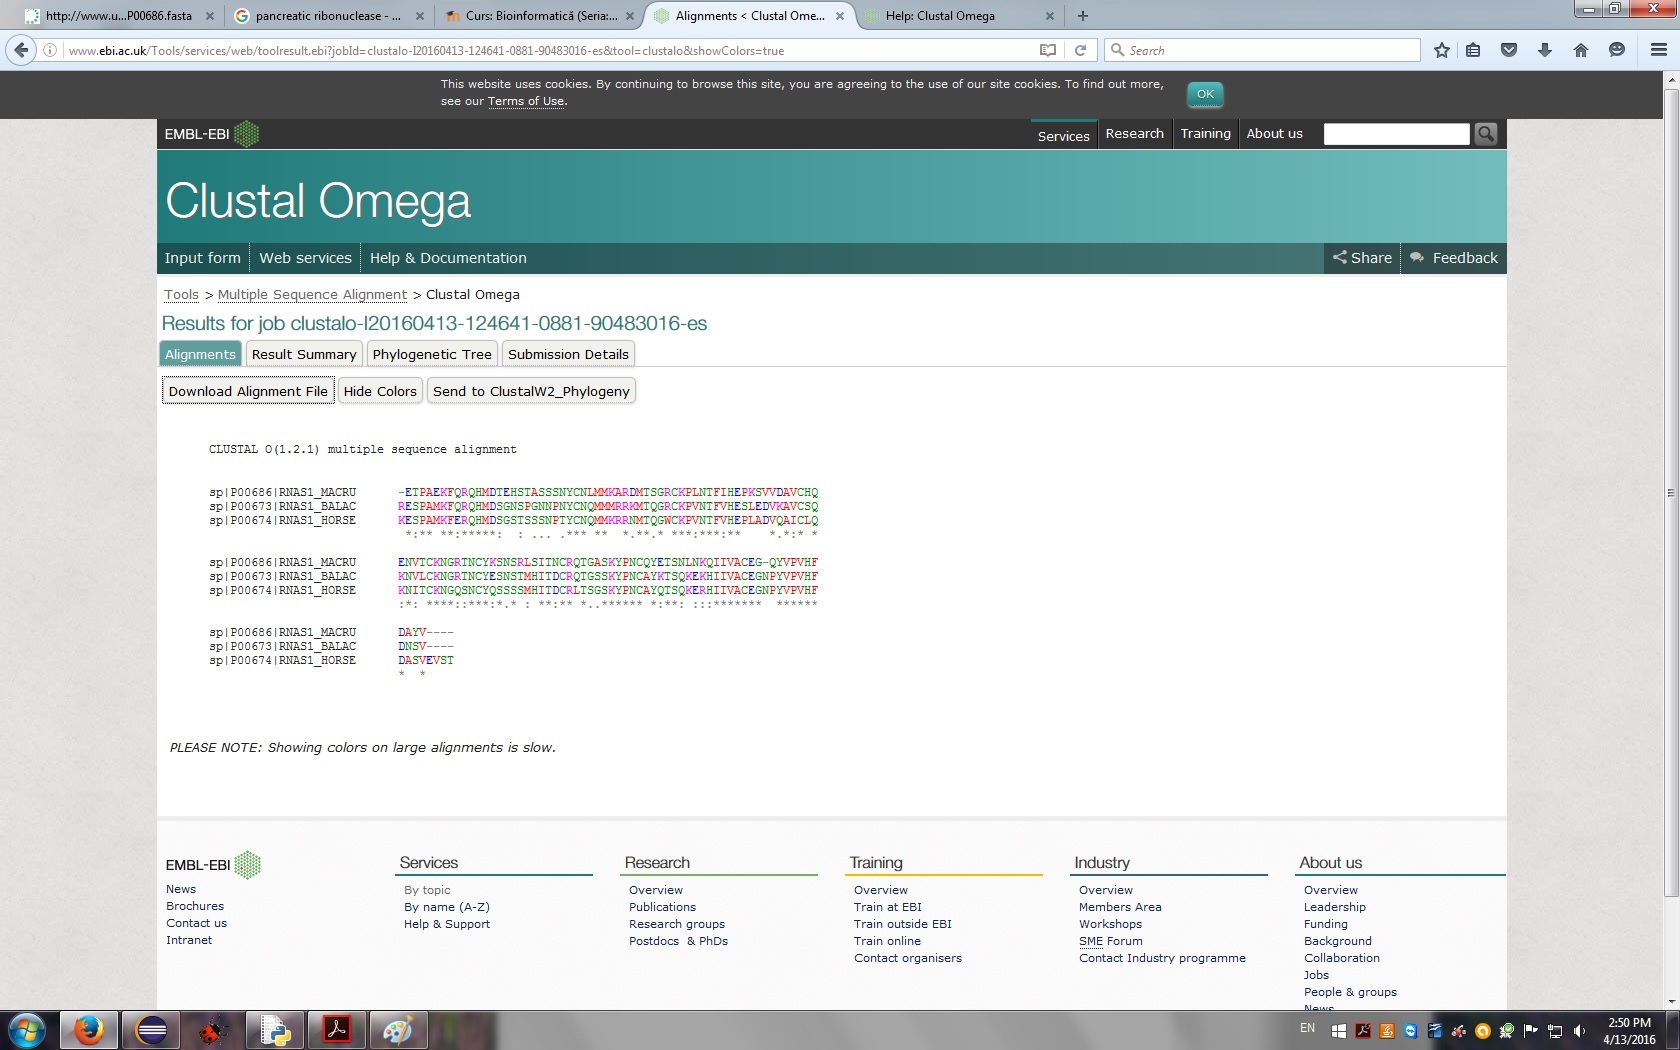 http://www.u...P00686.fasta
pancreatic ribonuclease - ...
Curs: Bioinformatică (Seria:...
Alignments < Clustal Ome...
Help: Clustal Omega
www.ebi.ac.uk/Tools/services/web/toolresult.ebi?jobId=clustalo-I20160413-124641-0881-90483016-es&tool=clustalo&showColors=true
Search
This website uses cookies. By continuing to browse this site, you are agreeing to the use of our site cookies. To find out more,
see our Terms of Use.
OK
EMBL-EBI
Services Research Training About us
Clustal Omega
Input form Web services Help & Documentation Share Feedback
Tools > Multiple Sequence Alignment > Clustal Omega
Results for job clustalo-I20160413-124641-0881-90483016-es
Alignments Result Summary Phylogenetic Tree Submission Details
Download Alignment File Hide Colors Send to ClustalW2_Phylogeny
CLUSTAL O(1.2.1) multiple sequence alignment
sp|P00686|RNAS1_MACRU -ETPAEKFQRQHMDTEHSTASSSNYCNLMMKARDMTSGRCKPLNTFIHEPKSVVDAVCHQ
sp|P00673|RNAS1_BALAC RESPAMKFQRQHMDSGNSPGNNPNYCNQMMMRRKMTQGRCKPVNTFVHESLEDVKAVCSQ
sp|P00674|RNAS1_HORSE KESPAMKFERQHMDSGSTSSSNPTYCNQMMKRRNMTQGWCKPVNTFVHEPLADVQAICLQ
*:** **:*****: : ... .*** ** *.**.* ***:***:** *.*:* *
sp|P00686|RNAS1_MACRU ENVTCKNGRTNCYKSNSRLSITNCRQTGASKYPNCQYETSNLNKQIIVACEG-QYVPVHF
sp|P00673|RNAS1_BALAC KNVLCKNGRTNCYESNSTMHITDCRQTGSSKYPNCAYKTSQKEKHIIVACEGNPYVPVHF
sp|P00674|RNAS1_HORSE KNITCKNGQSNCYQSSSSMHITDCRLTSGSKYPNCAYQTSQKERHIIVACEGNPYVPVHF
:*: ****::***:*.* : **:** *..****** *:**: :::******* ******
sp|P00686|RNAS1_MACRU DAYV----
sp|P00673|RNAS1_BALAC DNSV----
sp|P00674|RNAS1_HORSE DASVEVST
* *
PLEASE NOTE: Showing colors on large alignments is slow.
EMBL-EBI
News
Brochures
Contact us
Intranet
Services
By topic
By name (A-Z)
Help & Support
Research
Overview
Publications
Research groups
Postdocs & PhDs
Training
Overview
Train at EBI
Train outside EBI
Train online
Contact organisers
Industry
Overview
Members Area
Workshops
SME Forum
Contact Industry programme
About us
Overview
Leadership
Funding
Background
Collaboration
Jobs
People & groups
News
EN
2:50 PM
4/13/2016